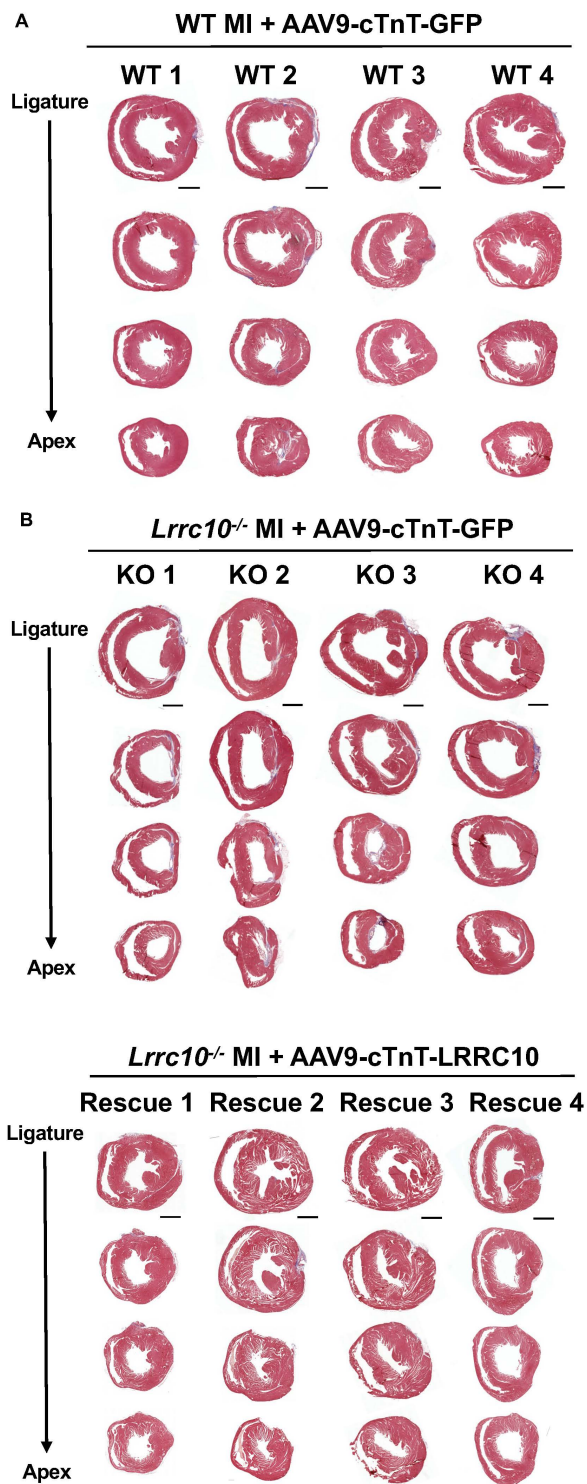 A
WT MI + AAV9-cTnT-GFP
WT 1 WT 2 WT 3 WT 4
Ligature
Apex
B
Lrrc10-/- MI + AAV9-cTnT-GFP
KO 1 KO 2 KO 3 KO 4
Ligature
Apex
Lrrc10-/- MI + AAV9-cTnT-LRRC10
Rescue 1 Rescue 2 Rescue 3 Rescue 4
Ligature
Apex